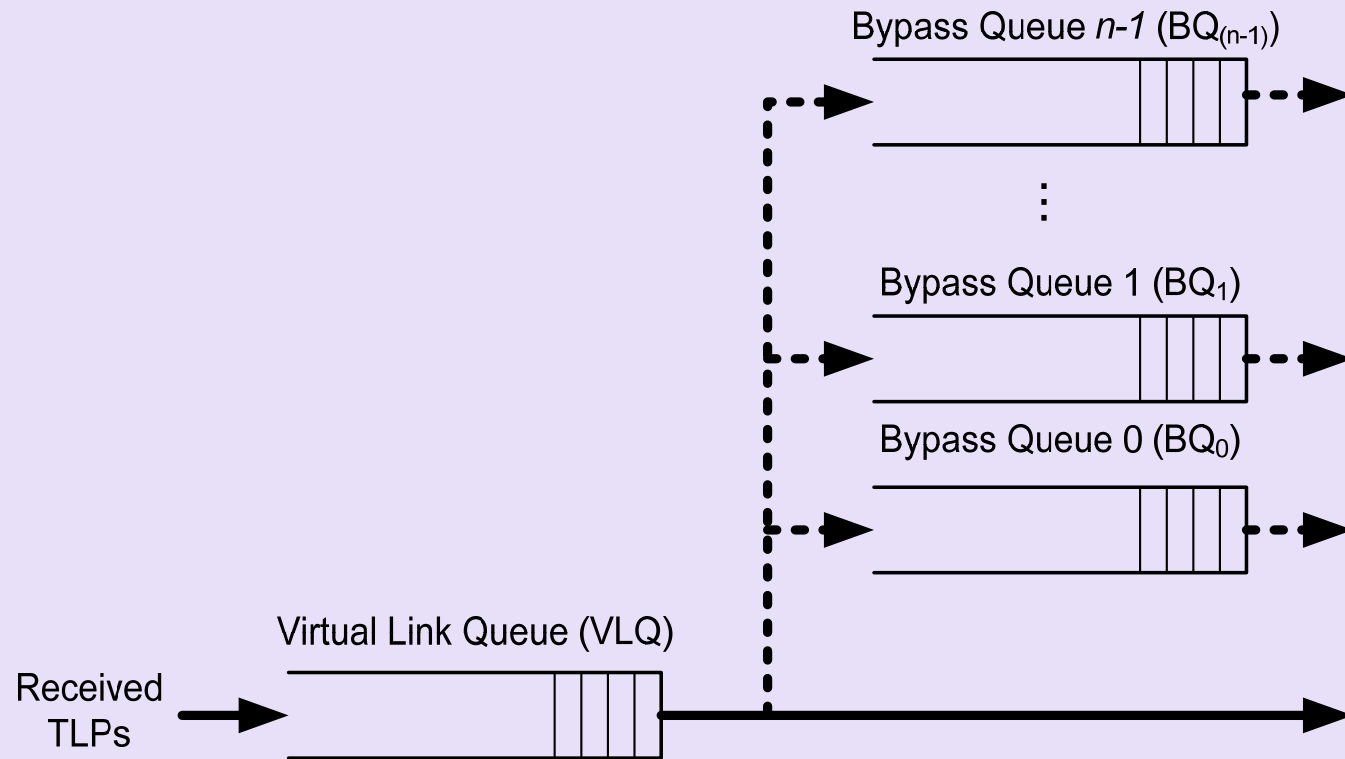 Bypass Queue n-1 (BQ(n-1))
⋮
Bypass Queue 1 (BQ1)
Bypass Queue 0 (BQ0)
Virtual Link Queue (VLQ)
Received
TLPs